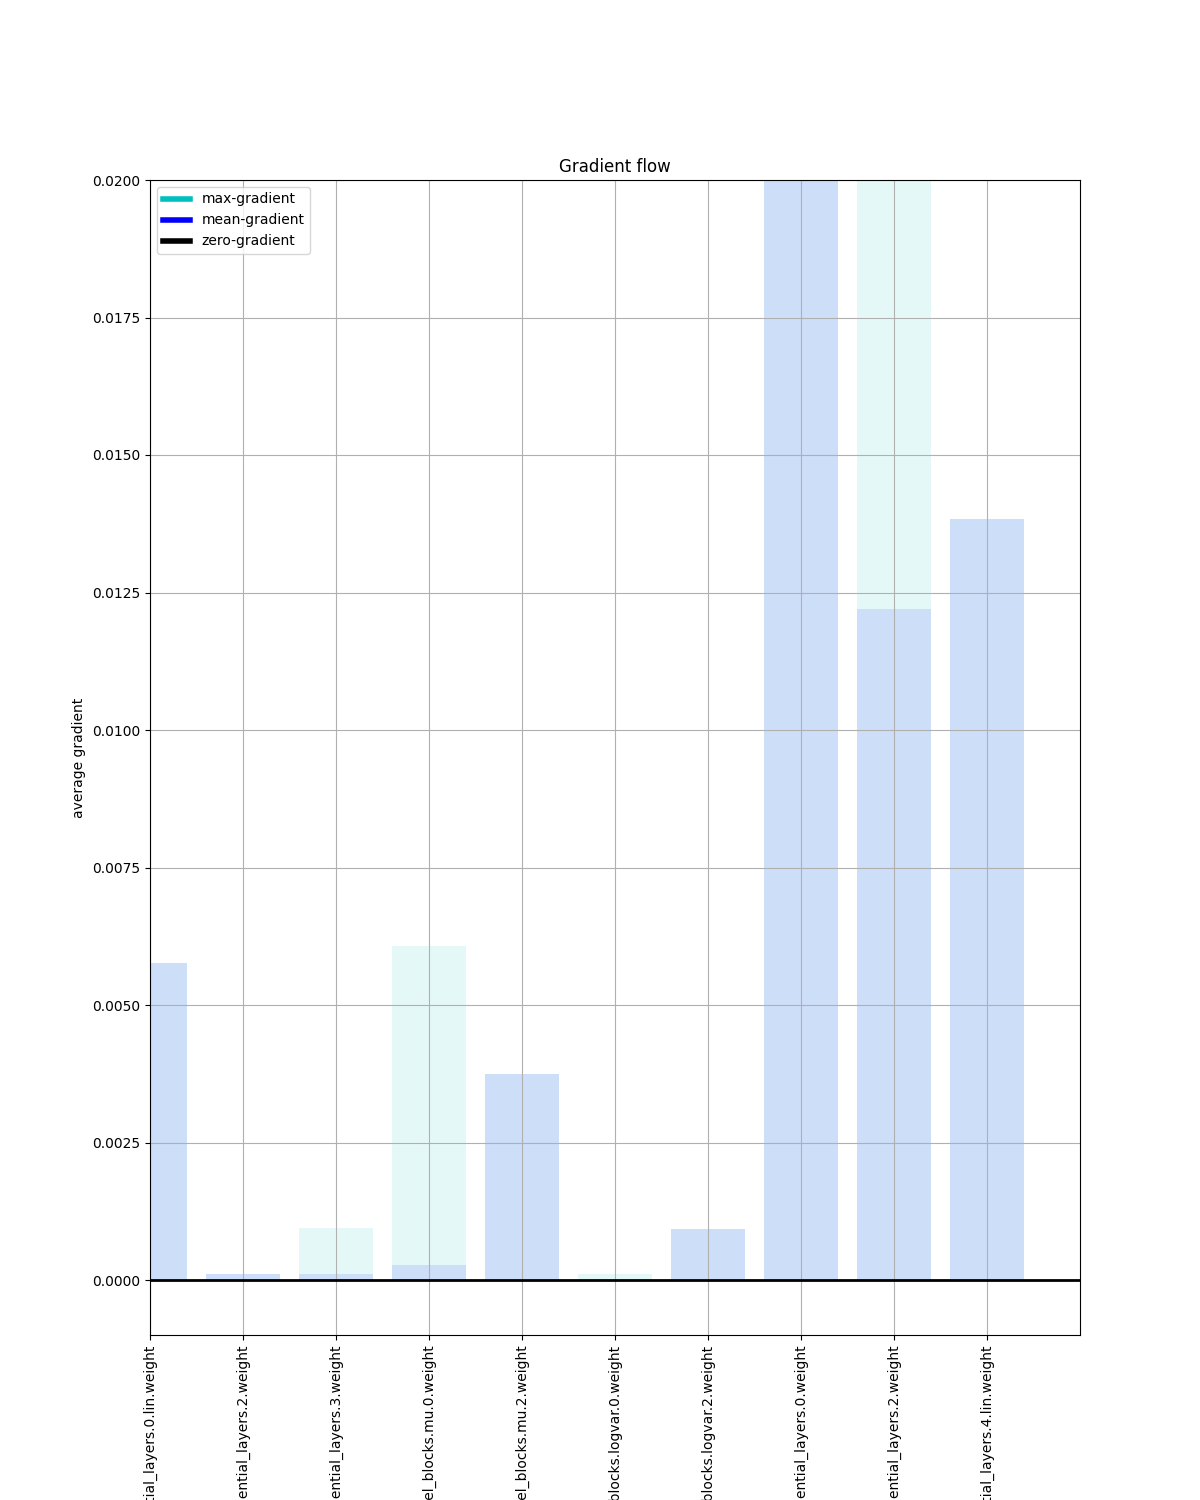 Gradient flow
max-gradient
mean-gradient
zero-gradient
0.0200
0.0175
0.0150
0.0125
0.0100
0.0075
0.0050
0.0025
0.0000
average gradient
tial_layers.0.lin.weight
ential_layers.2.weight
ential_layers.3.weight
el_blocks.mu.0.weight
el_blocks.mu.2.weight
blocks.logvar.0.weight
blocks.logvar.2.weight
ential_layers.0.weight
ential_layers.2.weight
tial_layers.4.lin.weight